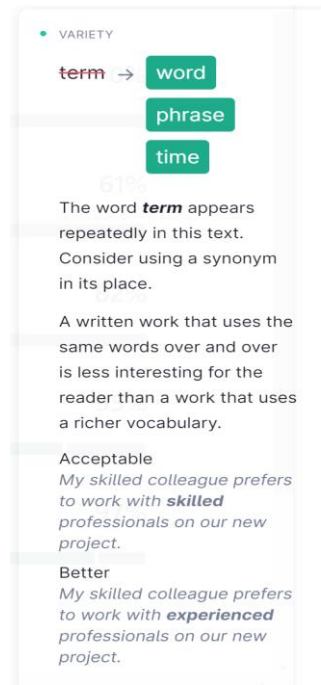 VARIETY
term → word
phrase
time
The word term appears
repeatedly in this text.
Consider using a synonym
in its place.
A written work that uses the
same words over and over
is less interesting for the
reader than a work that uses
a richer vocabulary.
Acceptable
My skilled colleague prefers
to work with skilled
professionals on our new
project.
Better
My skilled colleague prefers
to work with experienced
professionals on our new
project.